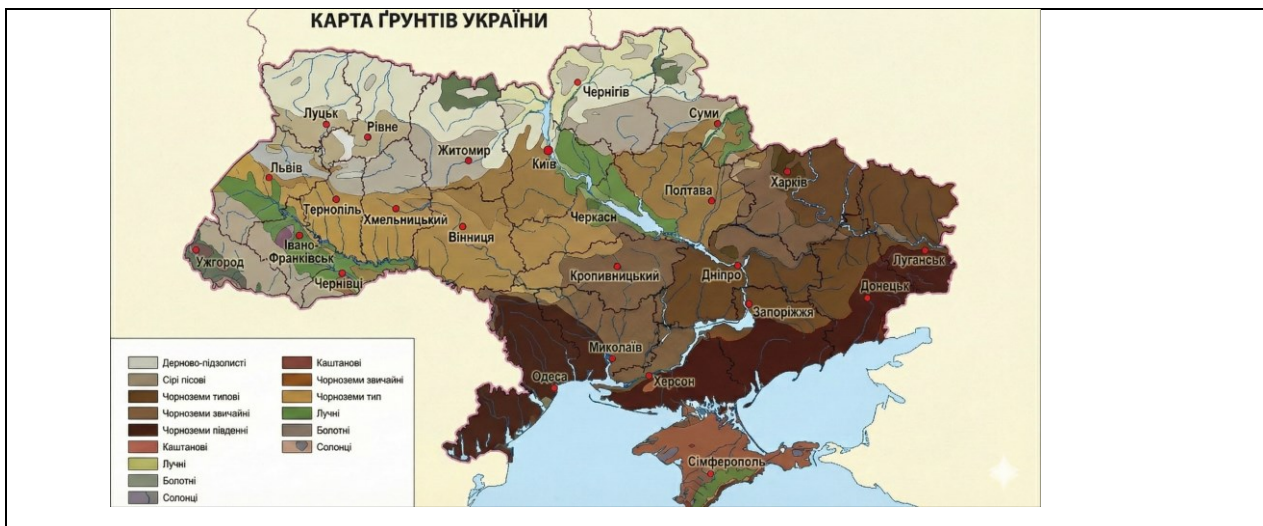 КАРТА ҐРУНТІВ УКРАЇНИ
Чернігів
Луцьк
Рівне
Суми
Житомир
Київ
Львів
Харків
Полтава
Тернопіль
Хмельницький
Черкасн
Вінниця
Івано-
Франківськ
Ужгород
Луганськ
Кропивницький
Дніпро
Чернівці
Донецьк
Запоріжжя
Миколаїв
Одеса
Херсон
Сімферополь
Дерново-підзолисті
Сірі пісові
Чорноземи типові
Чорноземи звичайні
Чорноземи південні
Каштанові
Лучні
Болотні
Солонці
Каштанові
Чорноземи звичайні
Чорноземи тип
Лучні
Болотні
Солонці